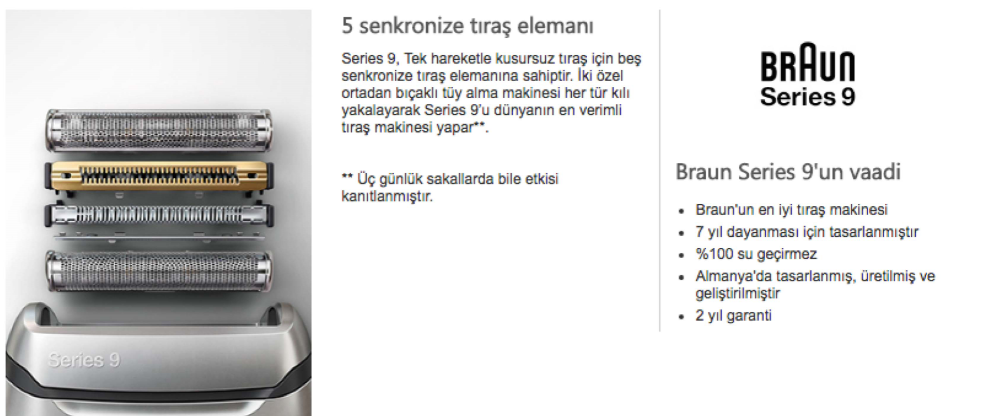 5 senkronize tıraş elemanı
Series 9, Tek hareketle kusursuz tıraş için beş
senkronize tıraş elemanına sahiptir. İki özel
ortadan bıçaklı tüy alma makinesi her tür kılı
yakalayarak Series 9'u dünyanın en verimli
tıraş makinesi yapar**.
** Üç günlük sakallarda bile etkisi
kanıtlanmıştır.
BRAUN
Series 9
Braun Series 9'un vaadi
• Braun'un en iyi tıraş makinesi
• 7 yıl dayanması için tasarlanmıştır
• %100 su geçirmez
• Almanya'da tasarlanmış, üretilmiş ve
geliştirilmiştir
• 2 yıl garanti
Series 9